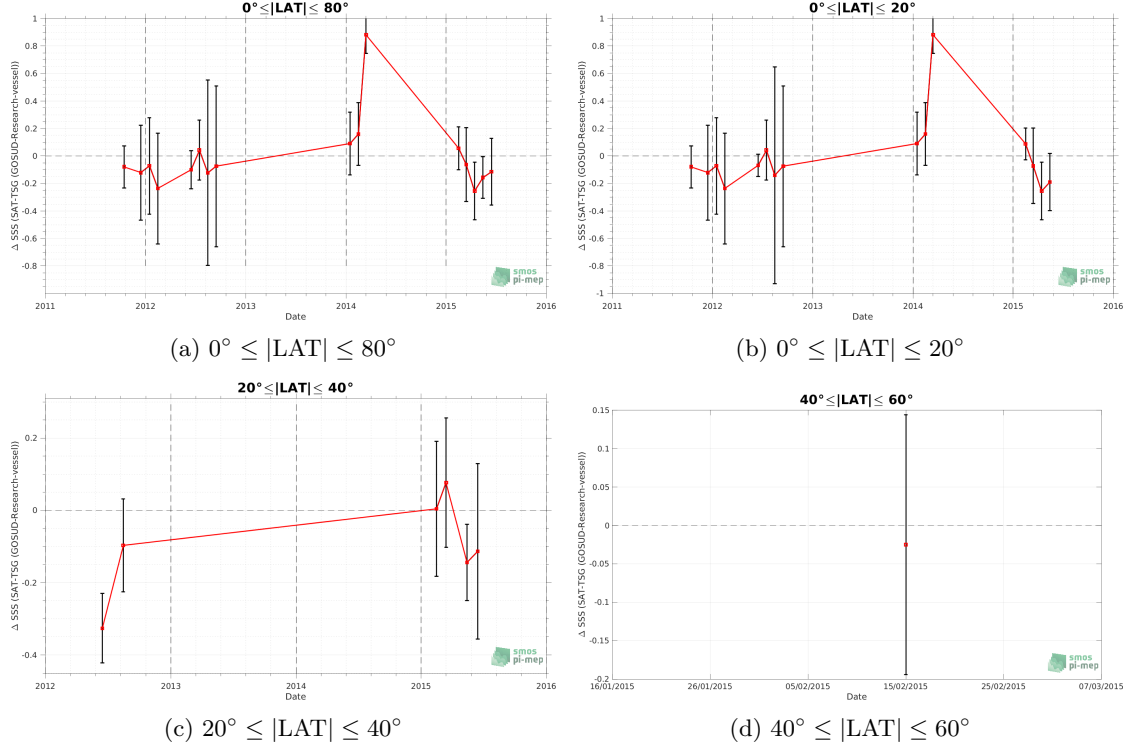 0°≤|LAT|≤ 80°
Δ SSS (SAT-TSG (GOSUD-Research-vessel))
1
0.8
0.6
0.4
0.2
0
-0.2
-0.4
-0.6
-0.8
2011 2012 2013 2014 2015 2016
Date
smos
pi-mep
(a) 0° ≤ |LAT| ≤ 80°
0°≤|LAT|≤ 20°
Δ SSS (SAT-TSG (GOSUD-Research-vessel))
1
0.8
0.6
0.4
0.2
0
-0.2
-0.4
-0.6
-0.8
-1
2011 2012 2013 2014 2015 2016
Date
smos
pi-mep
(b) 0° ≤ |LAT| ≤ 20°
20°≤|LAT|≤ 40°
Δ SSS (SAT-TSG (GOSUD-Research-vessel))
0.2
0
-0.2
-0.4
2012 2013 2014 2015 2016
Date
smos
pi-mep
(c) 20° ≤ |LAT| ≤ 40°
40°≤|LAT|≤ 60°
Δ SSS (SAT-TSG (GOSUD-Research-vessel))
0.15
0.1
0.05
0
-0.05
-0.1
-0.15
-0.2
16/01/2015 26/01/2015 05/02/2015 15/02/2015 25/02/2015 07/03/2015
Date
smos
pi-mep
(d) 40° ≤ |LAT| ≤ 60°